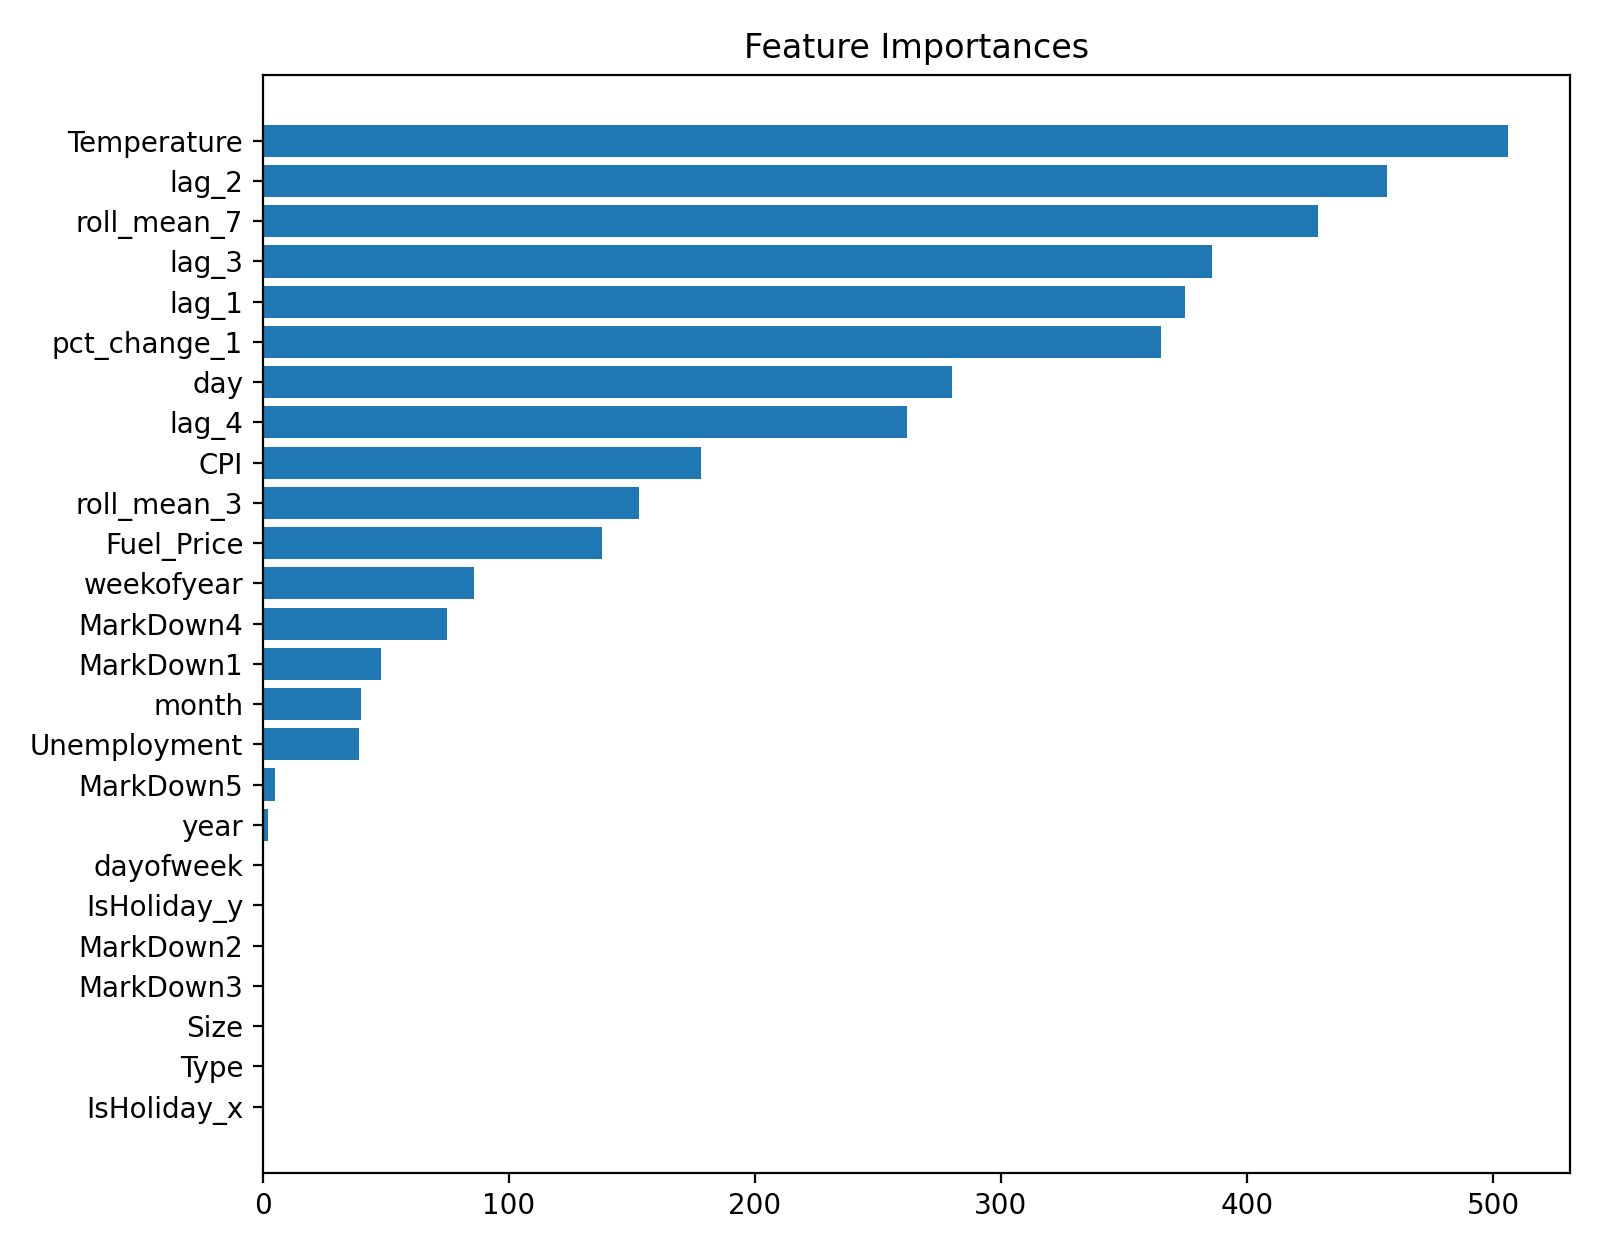 Feature Importances
Temperature
lag_2
roll_mean_7
lag_3
lag_1
pct_change_1
day
lag_4
CPI
roll_mean_3
Fuel_Price
weekofyear
MarkDown4
MarkDown1
month
Unemployment
MarkDown5
year
dayofweek
IsHoliday_y
MarkDown2
MarkDown3
Size
Type
IsHoliday_x
0 100 200 300 400 500